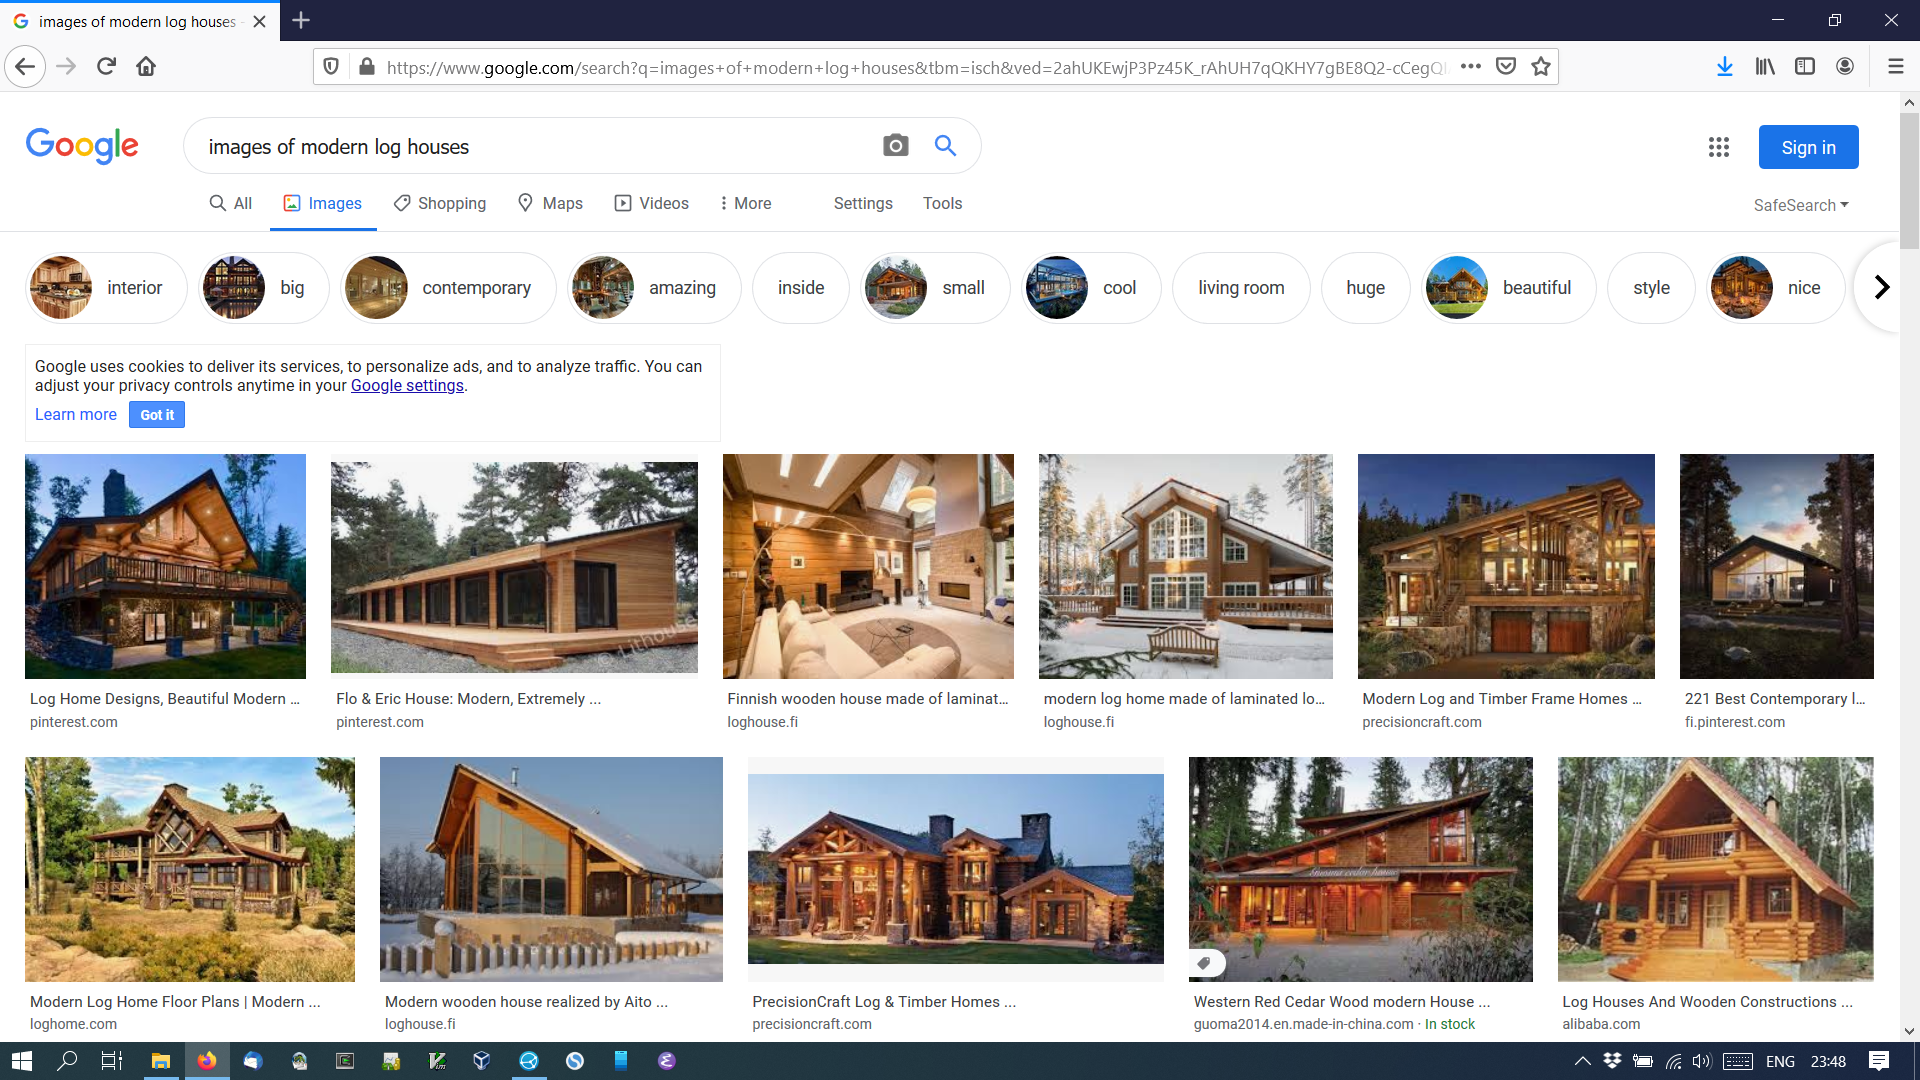 images of modern log houses -
https://www.google.com/search?q=images+of+modern+log+houses&tbm=isch&ved=2ahUKEwjP3Pz45K_rAhUH7qQKHY7gBE8Q2-cCegQI
Google
images of modern log houses
Sign in
All
Images
Shopping
Maps
Videos
More
Settings
Tools
SafeSearch
interior
big
contemporary
amazing
inside
small
cool
living room
huge
beautiful
style
nice
Google uses cookies to deliver its services, to personalize ads, and to analyze traffic. You can
adjust your privacy controls anytime in your Google settings.
Learn more
Got it
© Lithouse
Log Home Designs, Beautiful Modern ...
pinterest.com
Flo & Eric House: Modern, Extremely ...
pinterest.com
Finnish wooden house made of laminat...
loghouse.fi
modern log home made of laminated lo...
loghouse.fi
Modern Log and Timber Frame Homes ...
precisioncraft.com
221 Best Contemporary l...
fi.pinterest.com
Guoma cedar home
Modern Log Home Floor Plans | Modern ...
loghome.com
Modern wooden house realized by Aito ...
loghouse.fi
PrecisionCraft Log & Timber Homes ...
precisioncraft.com
Western Red Cedar Wood modern House ...
guoma2014.en.made-in-china.com · In stock
Log Houses And Wooden Constructions ...
alibaba.com
ENG
23:48